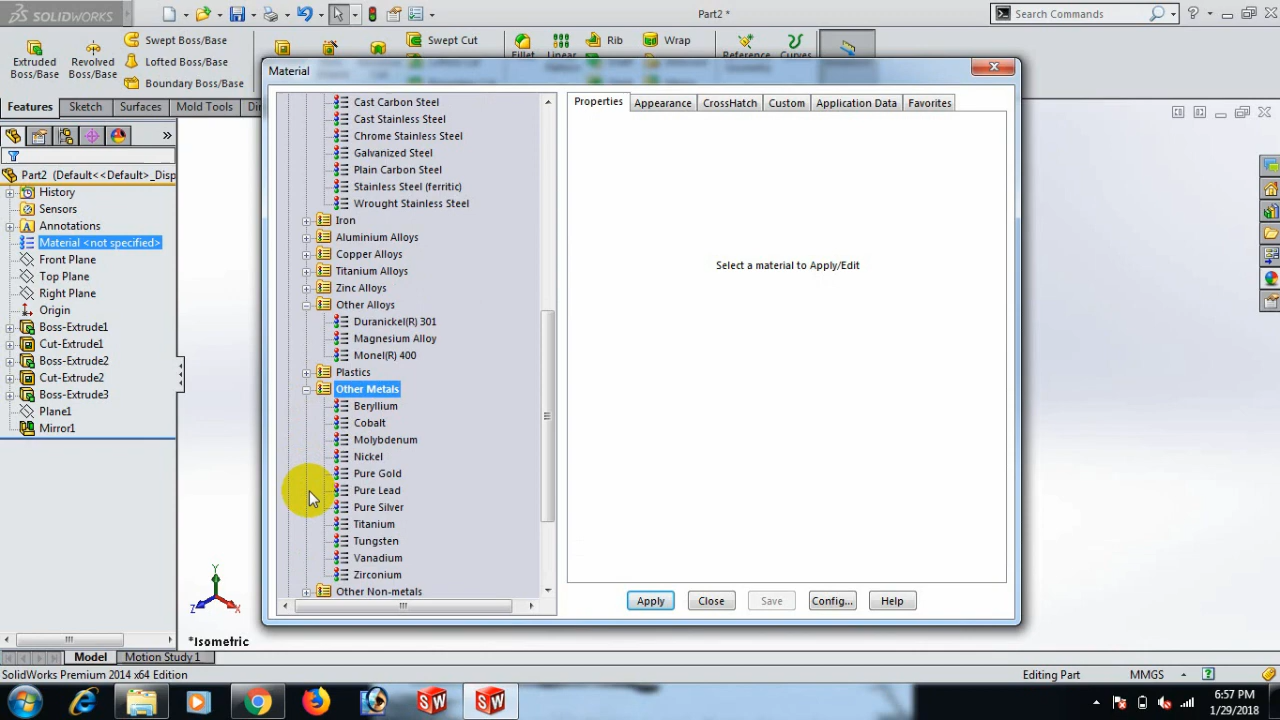 SOLIDWORKS
Part2 *
Search Commands
Extruded Boss/Base
Revolved Boss/Base
Swept Boss/Base
Lofted Boss/Base
Boundary Boss/Base
Swept Cut
Fillet
Linear
Rib
Wrap
Reference
Curves
Features
Sketch
Surfaces
Mold Tools
Material
Part2 (Default<<Default>_Disp
History
Sensors
Annotations
Material <not specified>
Front Plane
Top Plane
Right Plane
Origin
Boss-Extrude1
Cut-Extrude1
Boss-Extrude2
Cut-Extrude2
Boss-Extrude3
Plane1
Mirror1
Cast Carbon Steel
Cast Stainless Steel
Chrome Stainless Steel
Galvanized Steel
Plain Carbon Steel
Stainless Steel (ferritic)
Wrought Stainless Steel
Iron
Aluminium Alloys
Copper Alloys
Titanium Alloys
Zinc Alloys
Other Alloys
Duranickel(R) 301
Magnesium Alloy
Monel(R) 400
Plastics
Other Metals
Beryllium
Cobalt
Molybdenum
Nickel
Pure Gold
Pure Lead
Pure Silver
Titanium
Tungsten
Vanadium
Zirconium
Other Non-metals
Properties
Appearance
CrossHatch
Custom
Application Data
Favorites
Select a material to Apply/Edit
Apply
Close
Save
Config...
Help
Y
Z
X
*Isometric
Model
Motion Study 1
SolidWorks Premium 2014 x64 Edition
Editing Part
MMGS
6:57 PM
1/29/2018